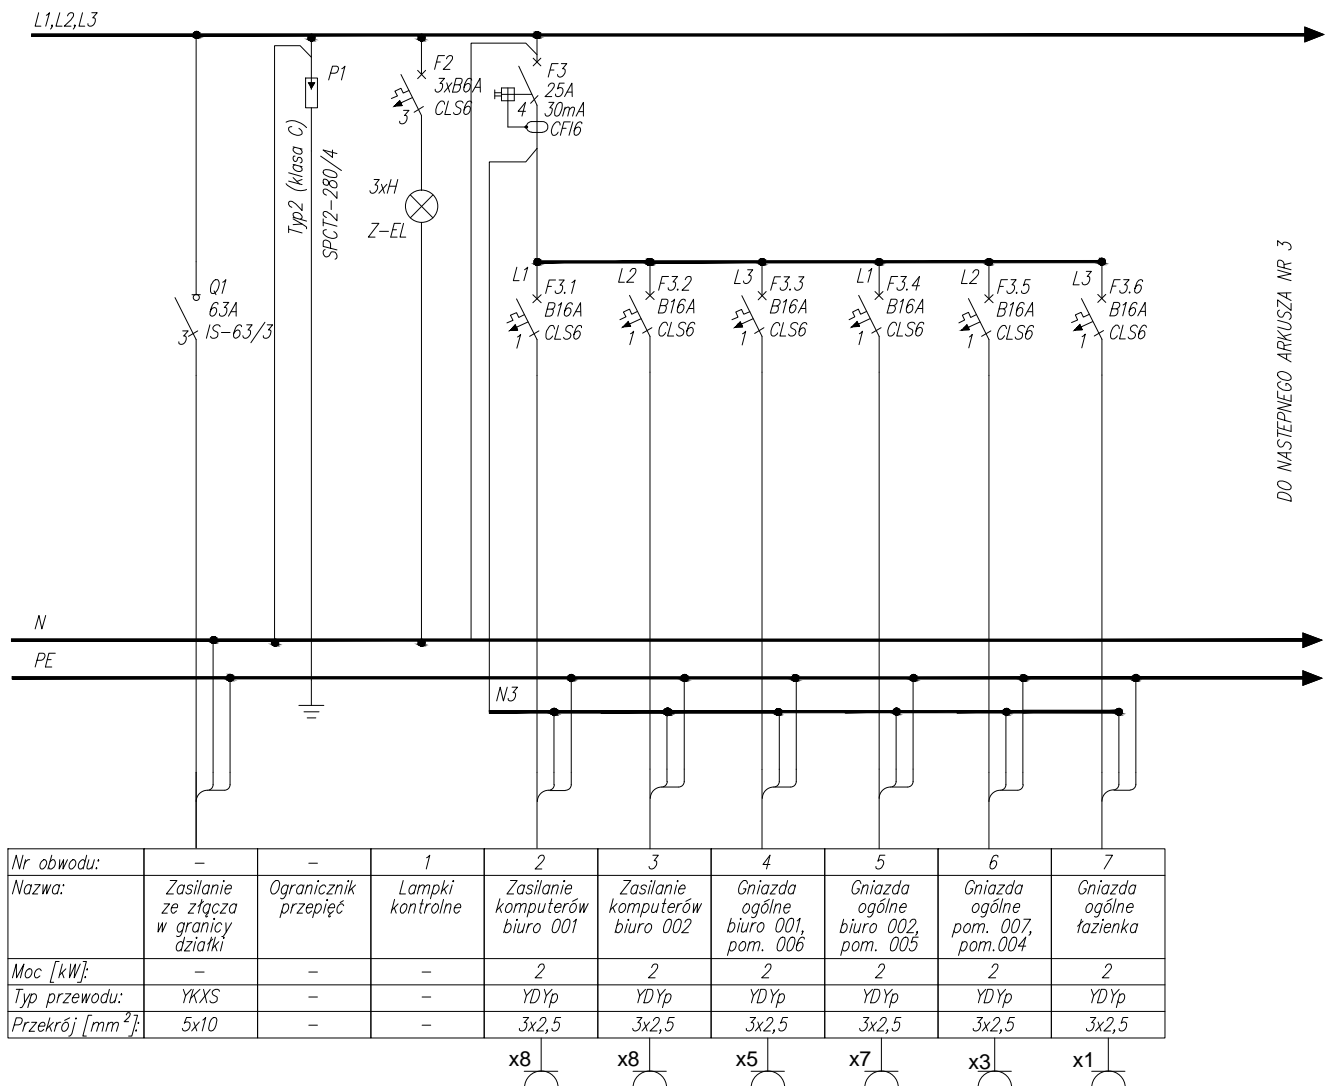 L1,L2,L3
P1
Typ2 (klasa C)
SPCT2-280/4
F2
3xB6A
CLS6
3
3xH
Z-EL
F3
25A
30mA
CFI6
4
Q1
63A
IS-63/3
3
L1
F3.1
B16A
CLS6
1
L2
F3.2
B16A
CLS6
1
L3
F3.3
B16A
CLS6
1
L1
F3.4
B16A
CLS6
1
L2
F3.5
B16A
CLS6
1
L3
F3.6
B16A
CLS6
1
DO NASTEPNEGO ARKUSZA NR 3
N
PE
N3
Nr obwodu: - - 1 2 3 4 5 6 7
Nazwa:
Zasilanie
ze złącza
w granicy
działki
Ogranicznik
przepięć
Lampki
kontrolne
Zasilanie
komputerów
biuro 001
Zasilanie
komputerów
biuro 002
Gniazda
ogólne
biuro 001,
pom. 006
Gniazda
ogólne
biuro 002,
pom. 005
Gniazda
ogólne
pom. 007,
pom.004
Gniazda
ogólne
łazienka
Moc [kW]: - - - 2 2 2 2 2 2
Typ przewodu: YKXS - - YDYp YDYp YDYp YDYp YDYp YDYp
Przekrój [mm²]: 5x10 - - 3x2,5 3x2,5 3x2,5 3x2,5 3x2,5 3x2,5
x8 x8 x5 x7 x3 x1